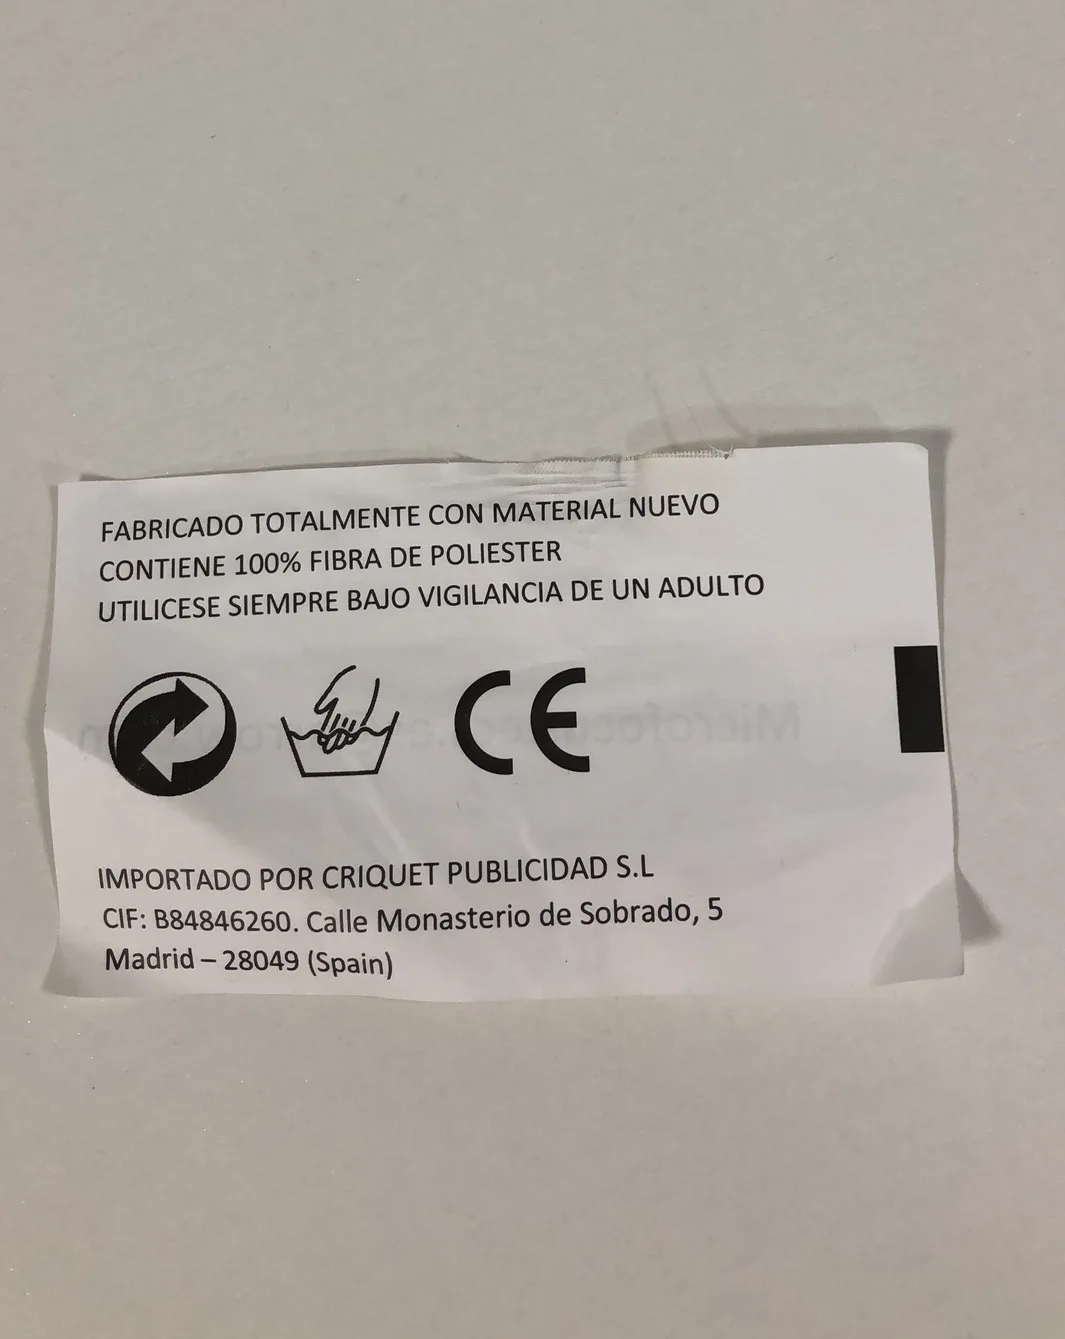 FABRICADO TOTALMENTE CON MATERIAL NUEVO
CONTIENE 100% FIBRA DE POLIESTER
UTILICESE SIEMPRE BAJO VIGILANCIA DE UN ADULTO
CE
IMPORTADO POR CRIQUET PUBLICIDAD S.L
CIF: B84846260. Calle Monasterio de Sobrado, 5
Madrid – 28049 (Spain)